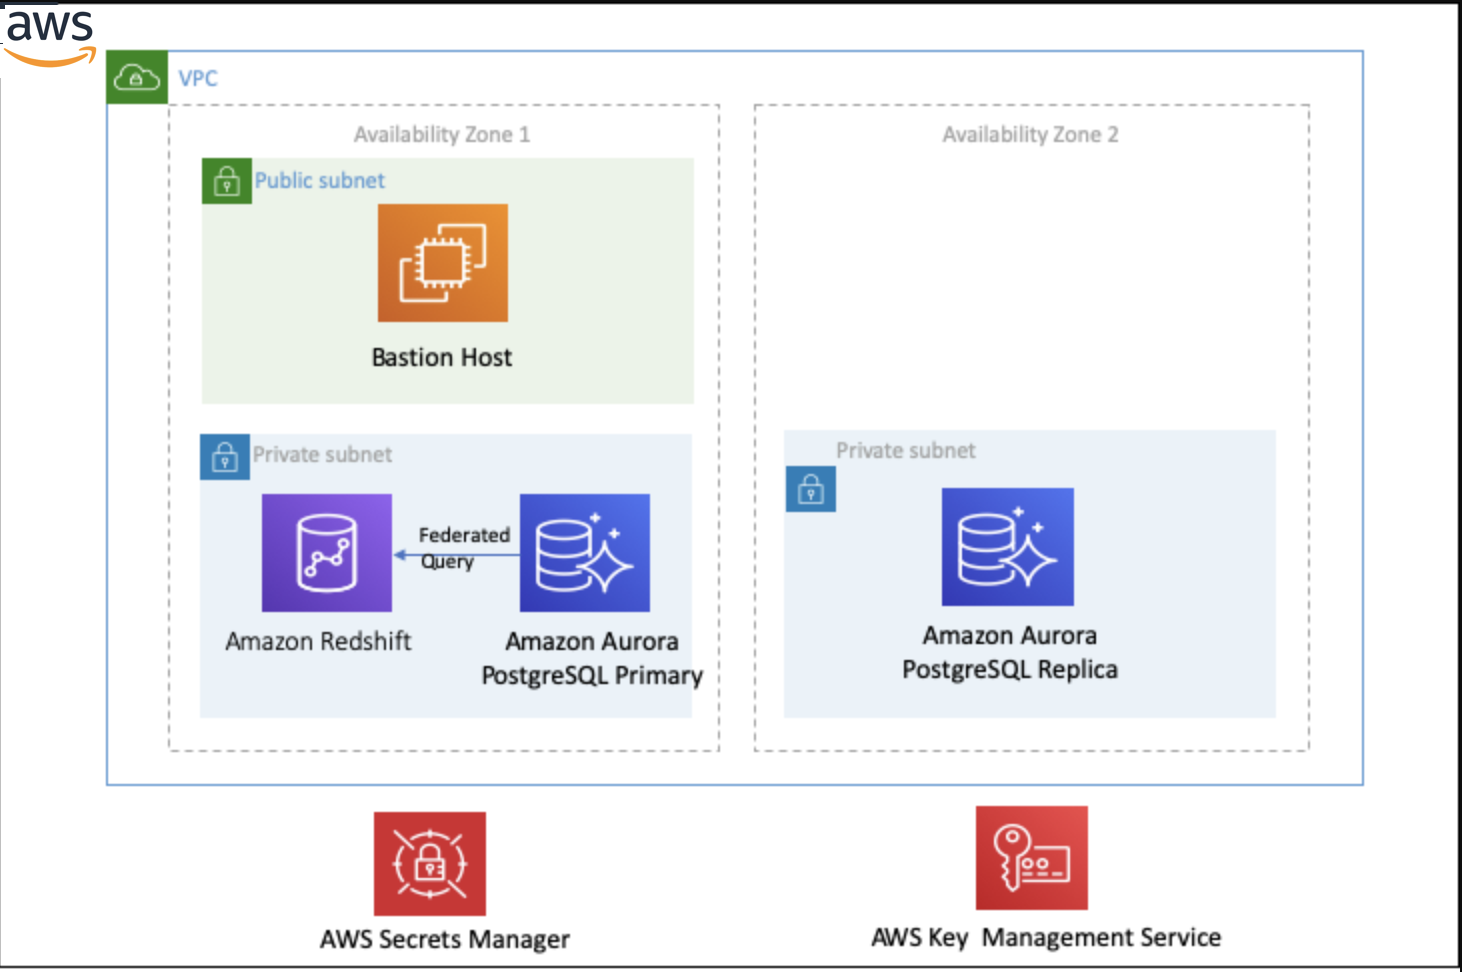 aws
VPC
Availability Zone 1
Availability Zone 2
Public subnet
Bastion Host
Private subnet
Private subnet
Federated
Query
Amazon Redshift
Amazon Aurora
PostgreSQL Primary
Amazon Aurora
PostgreSQL Replica
AWS Secrets Manager
AWS Key Management Service